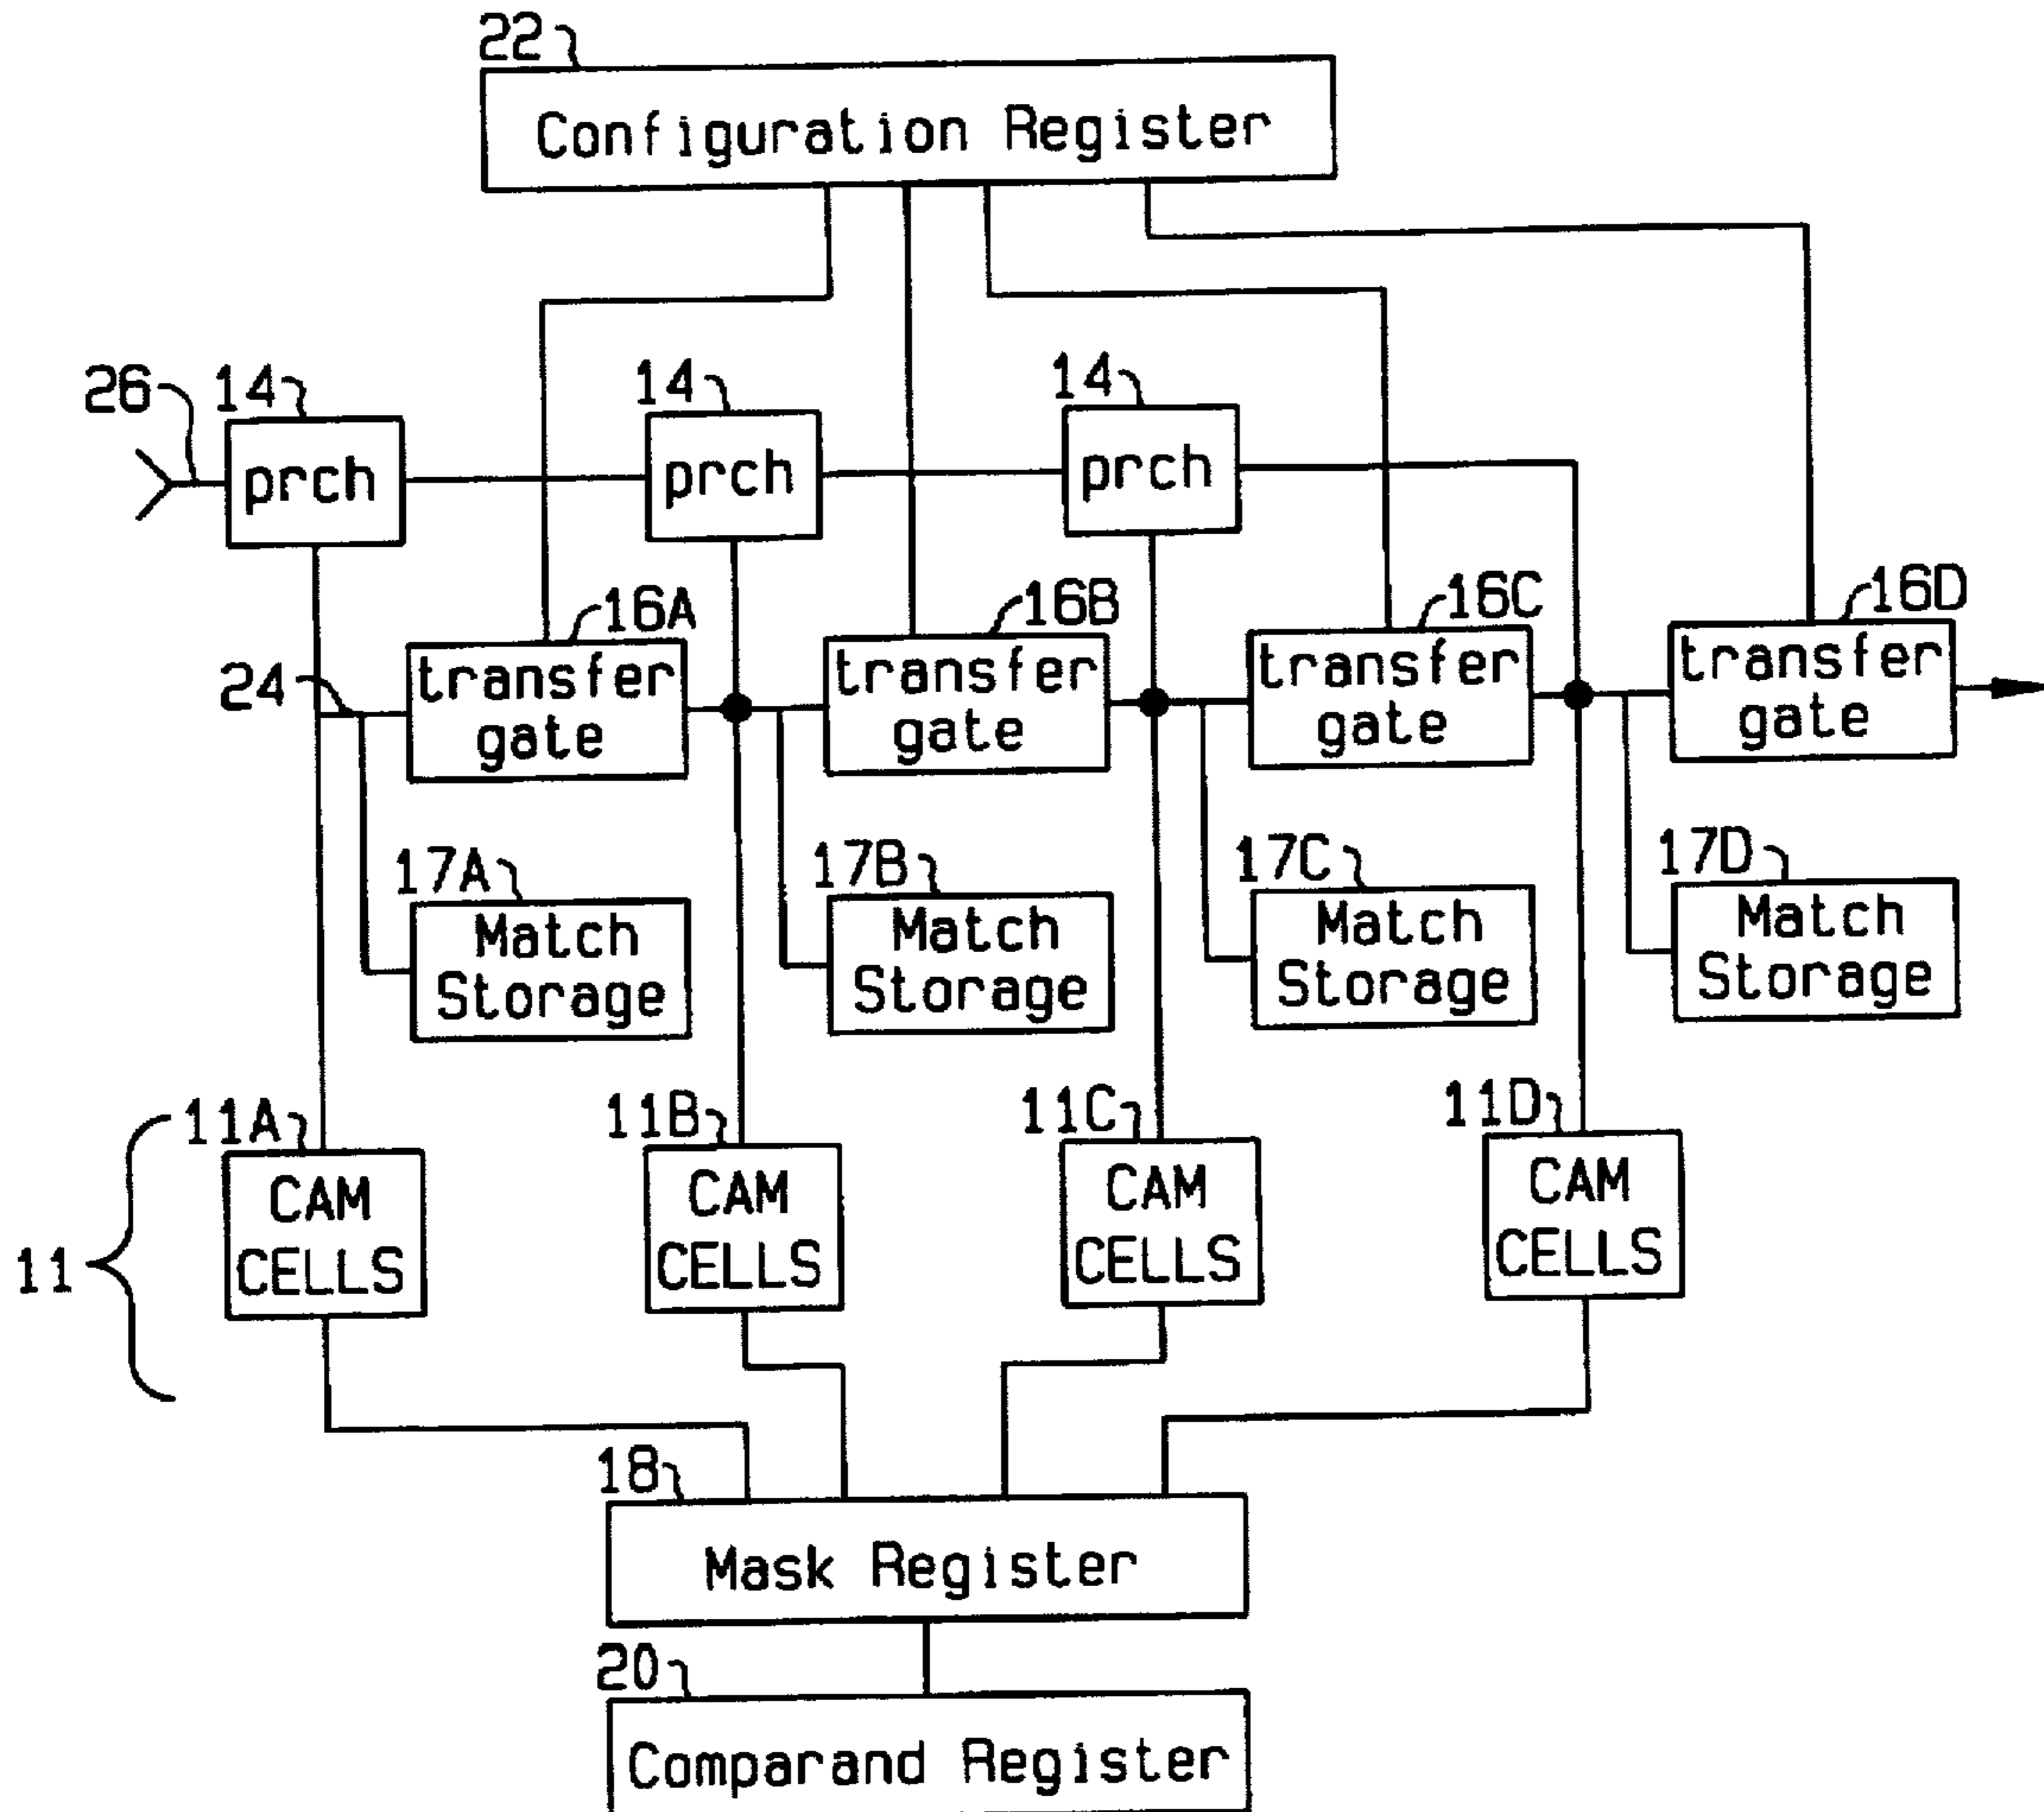 22
Configuration Register
26
14
14
14
prch
prch
prch
16A
16B
16C
16D
24
transfer
gate
transfer
gate
transfer
gate
transfer
gate
17A
17B
17C
17D
Match
Storage
Match
Storage
Match
Storage
Match
Storage
11
11A
11B
11C
11D
CAM
CELLS
CAM
CELLS
CAM
CELLS
CAM
CELLS
18
Mask Register
20
Comparand Register